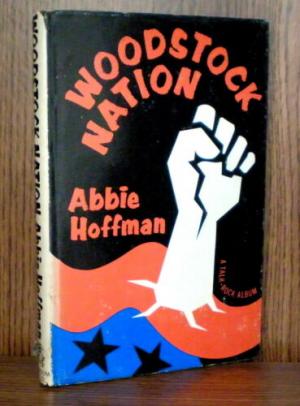 WOODSTOCK
NATION
Abbie
Hoffman
A TALK-ROCK ALBUM
WOODSTOCK NATION Abbie Hoffman